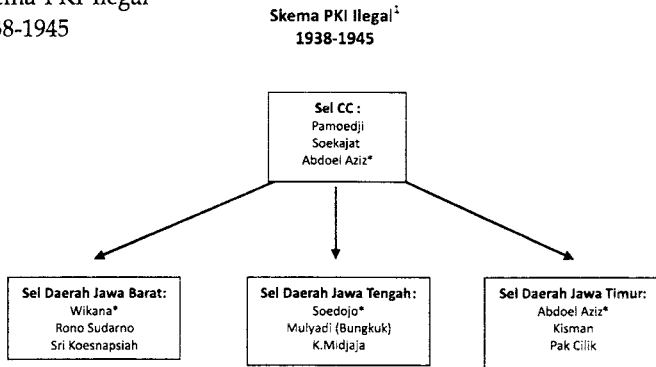 ema PKI Ilegal
38-1945
Skema PKI Ilegal¹
1938-1945
Sel CC :
Pamoedji
Soekajat
Abdoel Aziz*
Sel Daerah Jawa Barat:
Wikana*
Rono Sudarno
Sri Koesnapsiah
Sel Daerah Jawa Tengah:
Soedojo*
Mulyadi (Bungkuk)
K.Midjaja
Sel Daerah Jawa Timur:
Abdoel Aziz*
Kisman
Pak Cilik